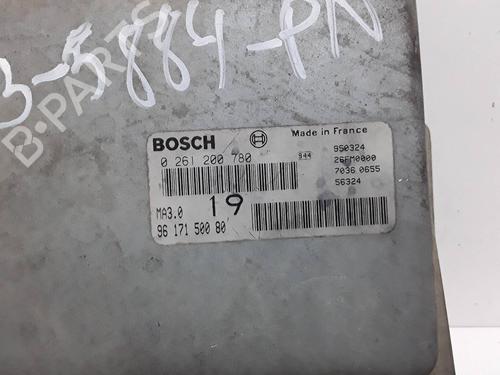 3-5884-PN
B-PARTS
BOSCH Made in France
0 261 200 780 944 950324
26FM0000
7036 0655
56324
MA3.0 19
96 171 500 80